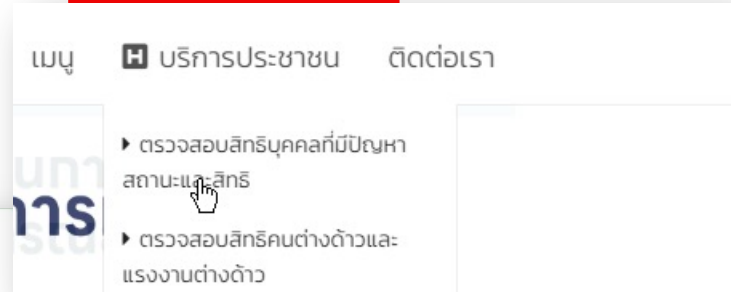 เมนู H บริการประชาชน ติดต่อเรา
ตรวจสอบสิทธิบุคคลที่มีปัญหา
สถานะและสิทธิ
ตรวจสอบสิทธิคนต่างด้าวและ
แรงงานต่างด้าว